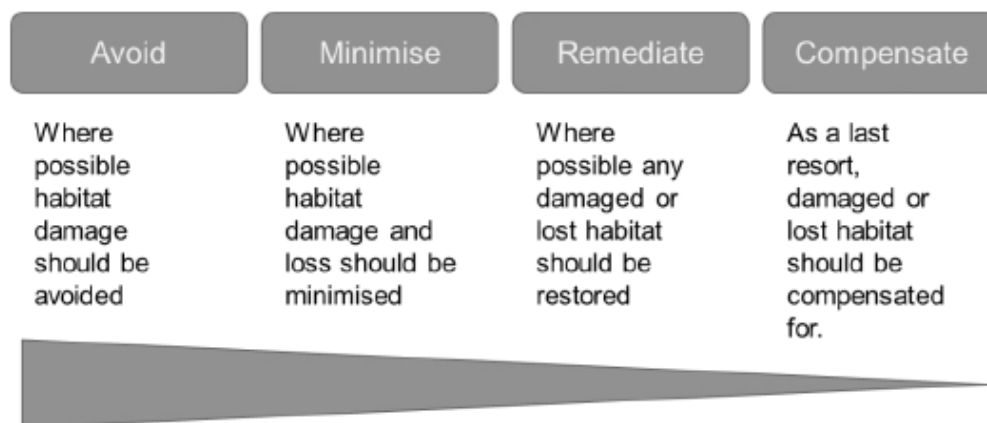 Avoid
Minimise
Remediate
Compensate
Where
possible
habitat
damage
should be
avoided
Where
possible
habitat
damage and
loss should be
minimised
Where
possible any
damaged or
lost habitat
should be
restored
As a last
resort,
damaged or
lost habitat
should be
compensated
for.